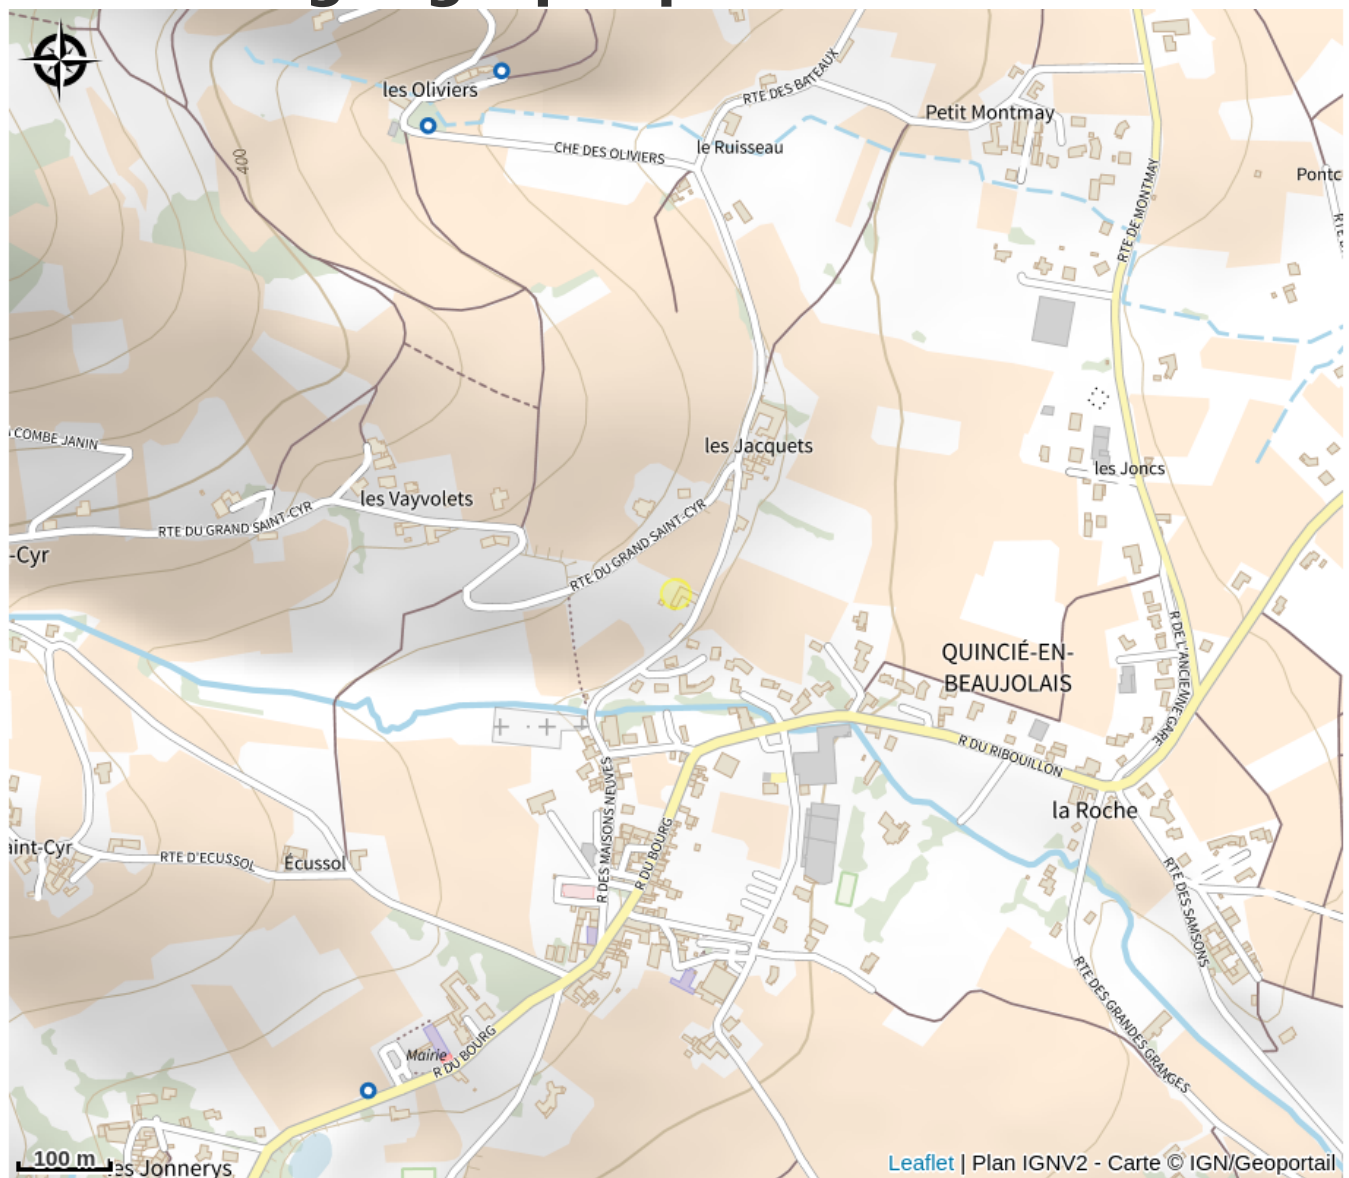 les Oliviers
RTE DES BATEAUX
Petit Montmay
CHE DES OLIVIERS
le Ruisseau
400
RTE DE MONTMAY
Pontc
COMBE JANIN
les Jacquets
les Joncs
les Vayvolets
RTE DU GRAND SAINT-CYR
RTE DU GRAND SAINT-CYR
-Cyr
QUINCIÉ-EN-
BEAUJOLAIS
R DE L'ANCIENNE GARE
R DU RIBOUILLON
la Roche
R DES MAISONS NEUVES
R DU BOURG
aint-Cyr
RTE D'ECUSSOL
Écussol
RTE DES SAMSONS
RTE DES GRANDES GRANGES
Mairie
R DU BOURG
100 m
es Jonnerys
Leaflet | Plan IGNV2 - Carte © IGN/Geoportail